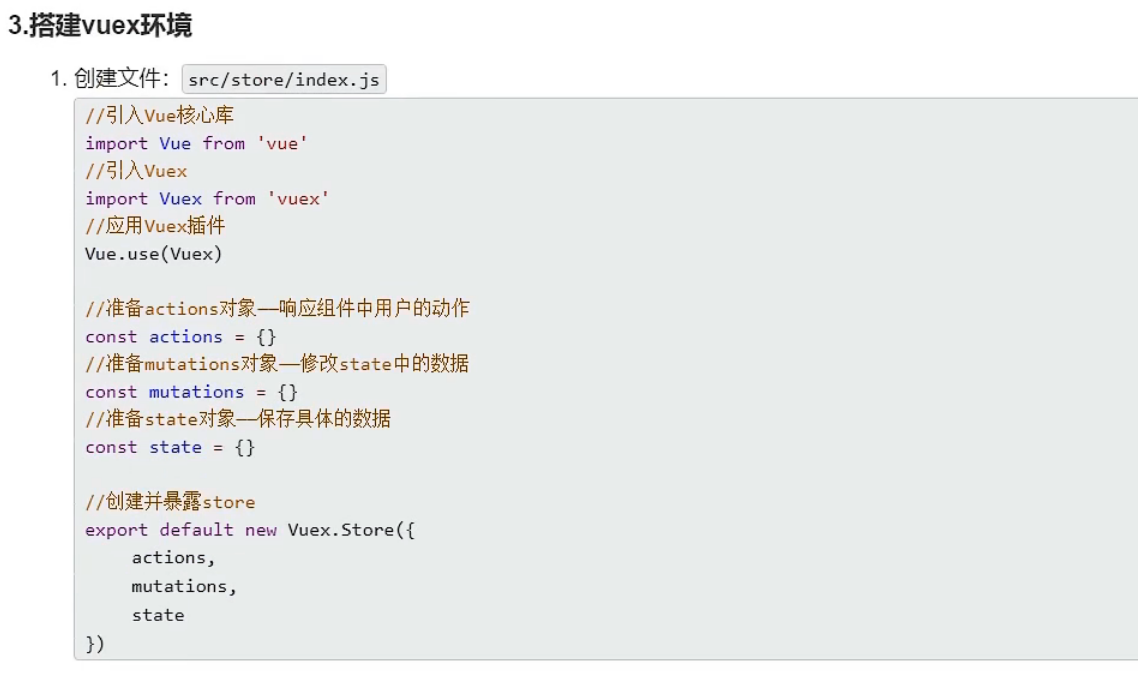 3.搭建vuex环境
1. 创建文件：src/store/index.js
//引入Vue核心库
import Vue from 'vue'
//引入Vuex
import Vuex from 'vuex'
//应用Vuex插件
Vue.use(Vuex)
//准备actions对象——响应组件中用户的动作
const actions = {}
//准备mutations对象——修改state中的数据
const mutations = {}
//准备state对象——保存具体的数据
const state = {}
//创建并暴露store
export default new Vuex.Store({
    actions,
    mutations,
    state
})